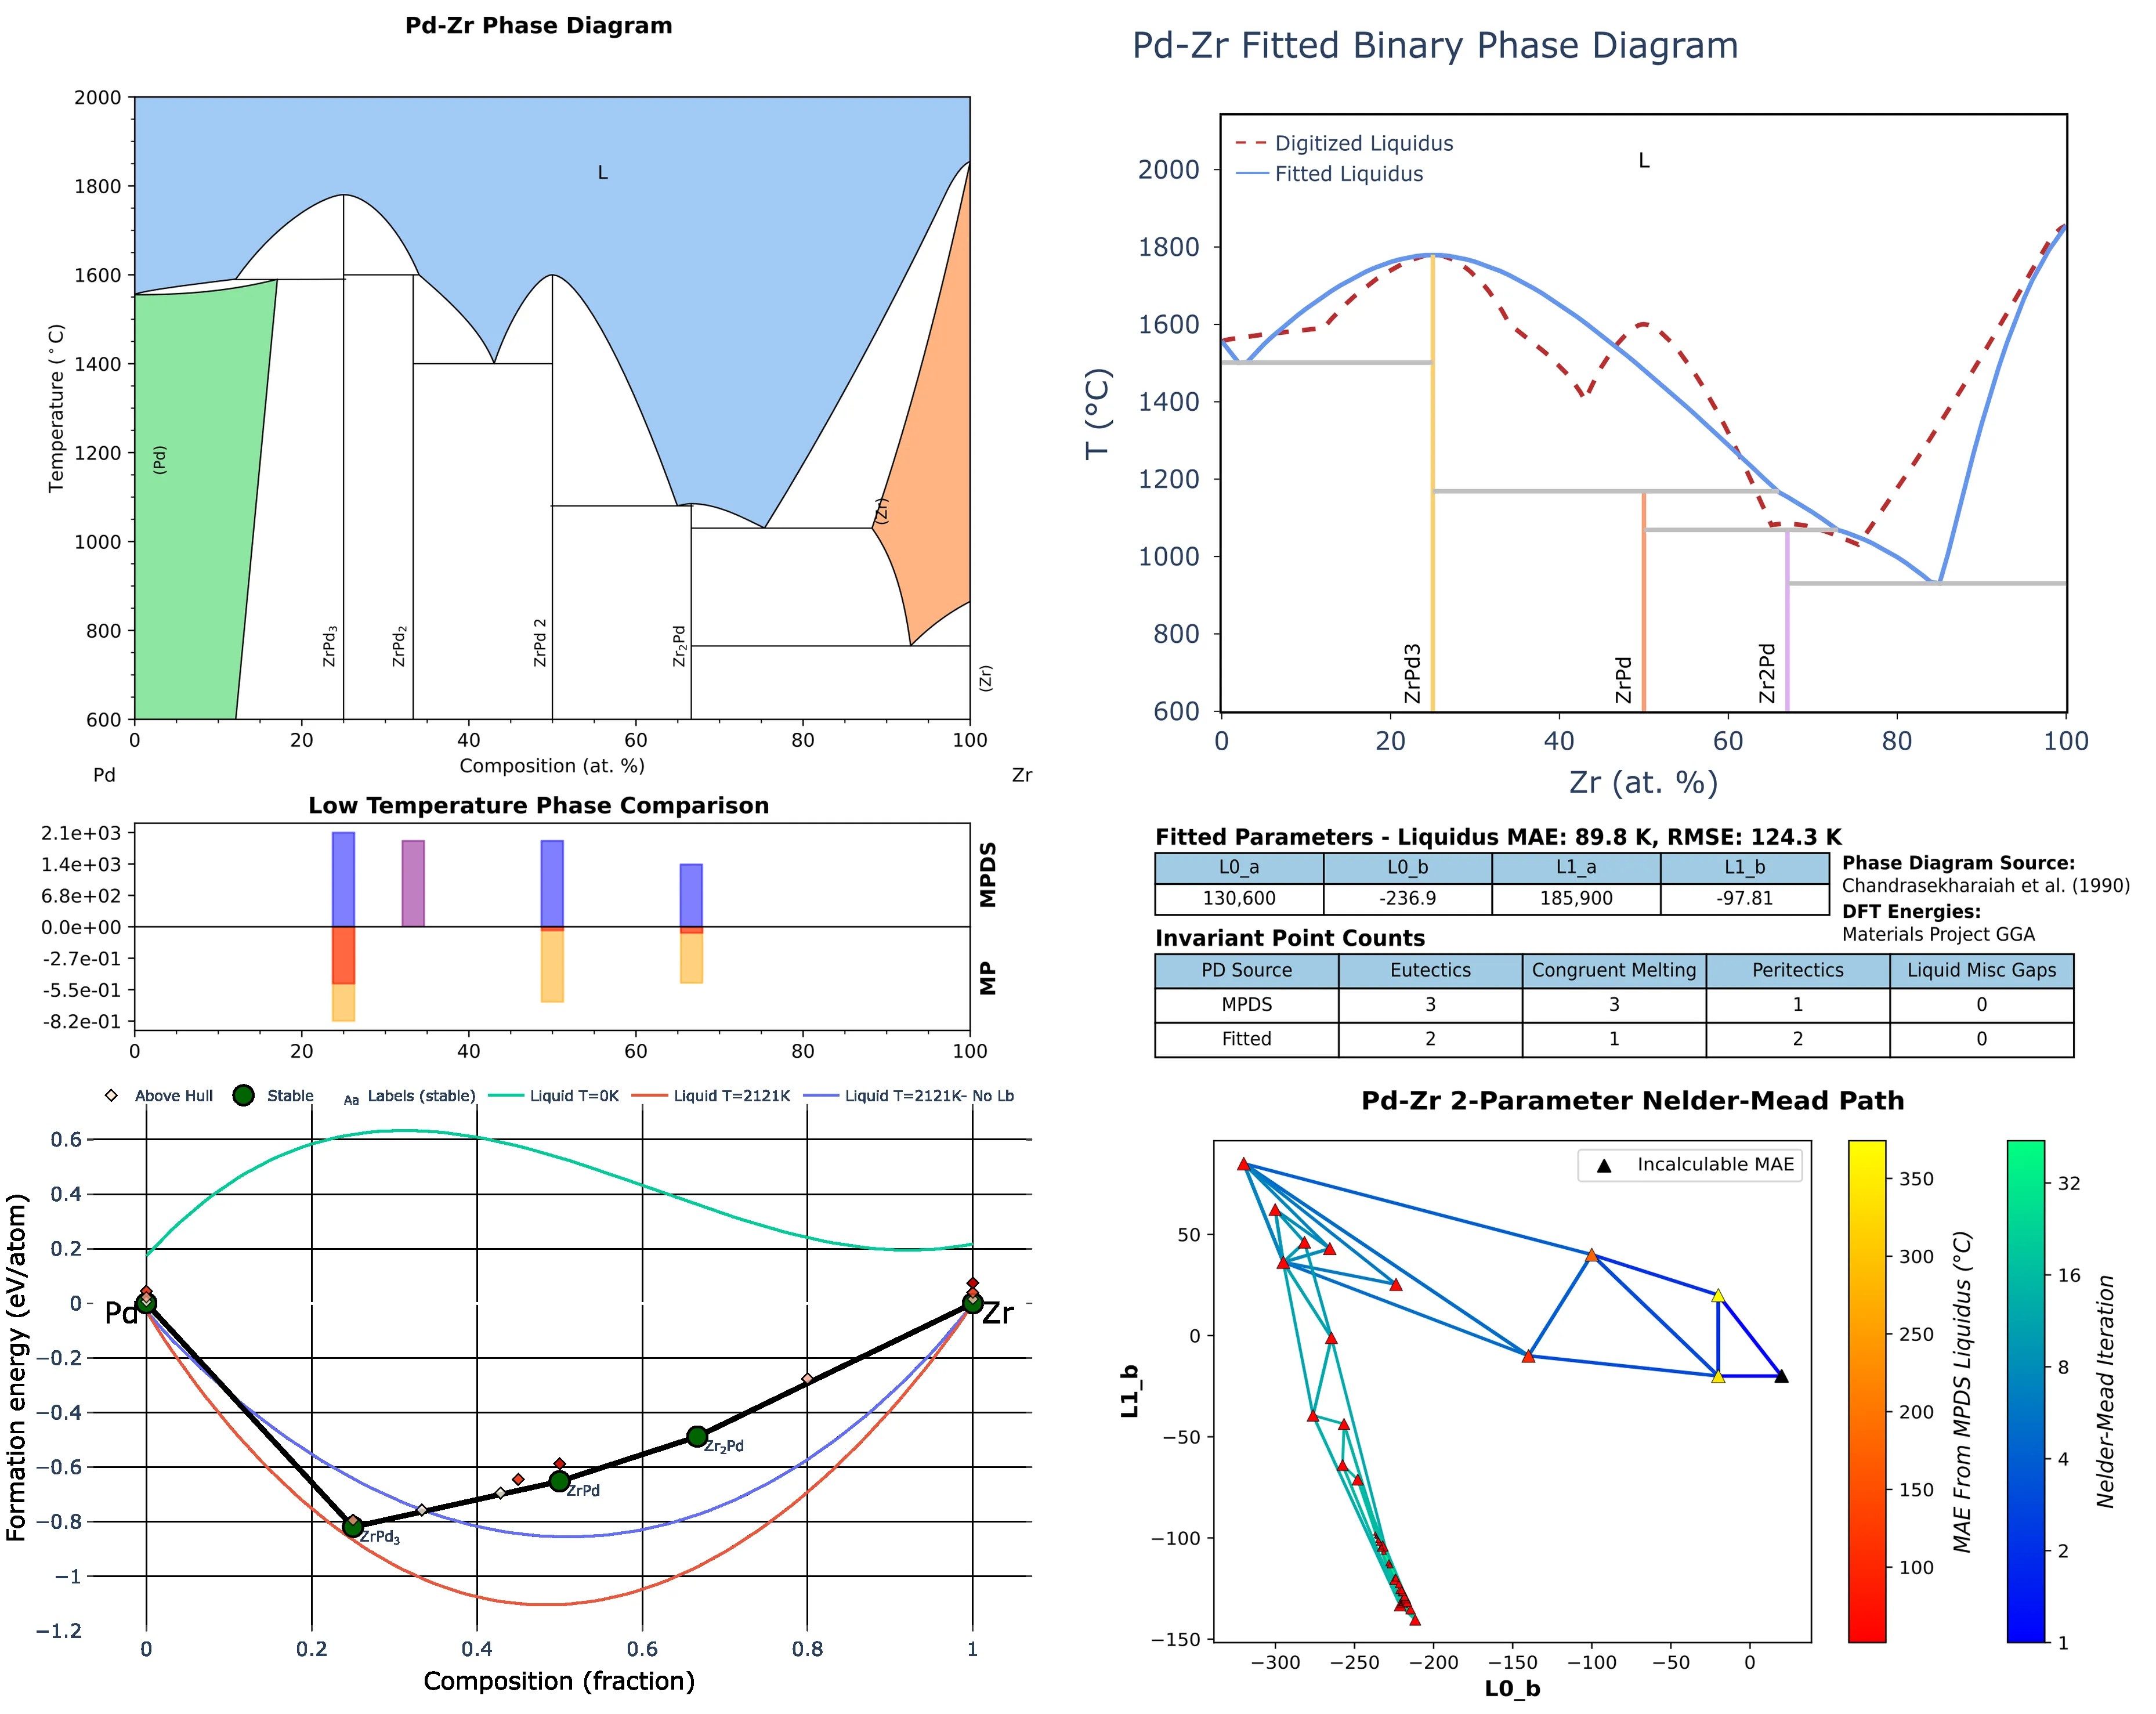 Pd-Zr Phase Diagram
2000
1800
1600
1400
1200
1000
800
600
Temperature (°C)
L
(Pd)
(Zr)
ZrPd3
ZrPd2
ZrPd 2
Zr2Pd
(Zr)
0 20 40 60 80 100
Pd Composition (at. %) Zr
Pd-Zr Fitted Binary Phase Diagram
Digitized Liquidus
Fitted Liquidus
L
2000
1800
1600
1400
1200
1000
800
600
T (°C)
ZrPd3
ZrPd
Zr2Pd
0 20 40 60 80 100
Zr (at. %)
Low Temperature Phase Comparison
2.1e+03
1.4e+03
6.8e+02
0.0e+00
-2.7e-01
-5.5e-01
-8.2e-01
MPDS
MP
0 20 40 60 80 100
Fitted Parameters - Liquidus MAE: 89.8 K, RMSE: 124.3 K
L0_a L0_b L1_a L1_b
130,600 -236.9 185,900 -97.81
Phase Diagram Source:
Chandrasekharaiah et al. (1990)
DFT Energies:
Materials Project GGA
Invariant Point Counts
PD Source Eutectics Congruent Melting Peritectics Liquid Misc Gaps
MPDS 3 3 1 0
Fitted 2 1 2 0
Above Hull Stable Aa Labels (stable) Liquid T=0K Liquid T=2121K Liquid T=2121K- No Lb
0.6
0.4
0.2
0
−0.2
−0.4
−0.6
−0.8
−1
−1.2
Formation energy (eV/atom)
Pd
Zr
Zr2Pd
ZrPd
ZrPd3
0 0.2 0.4 0.6 0.8 1
Composition (fraction)
Pd-Zr 2-Parameter Nelder-Mead Path
Incalculable MAE
50
0
−50
−100
−150
L1_b
−300 −250 −200 −150 −100 −50 0
L0_b
350
300
250
200
150
100
MAE From MPDS Liquidus (°C)
32
16
8
4
2
1
Nelder-Mead Iteration